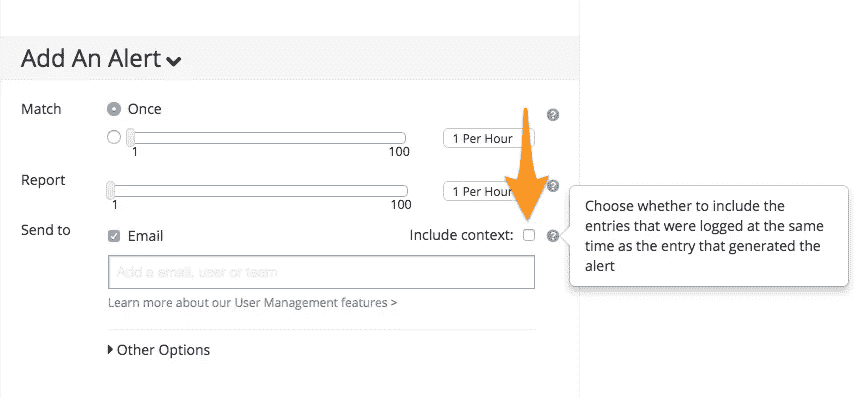 Add An Alert
Match
Once
1 Per Hour
1
100
Report
1 Per Hour
1
100
Send to
Email
Include context:
Choose whether to include the
entries that were logged at the same
time as the entry that generated the
alert
Add a email, user or team
Learn more about our User Management features >
Other Options